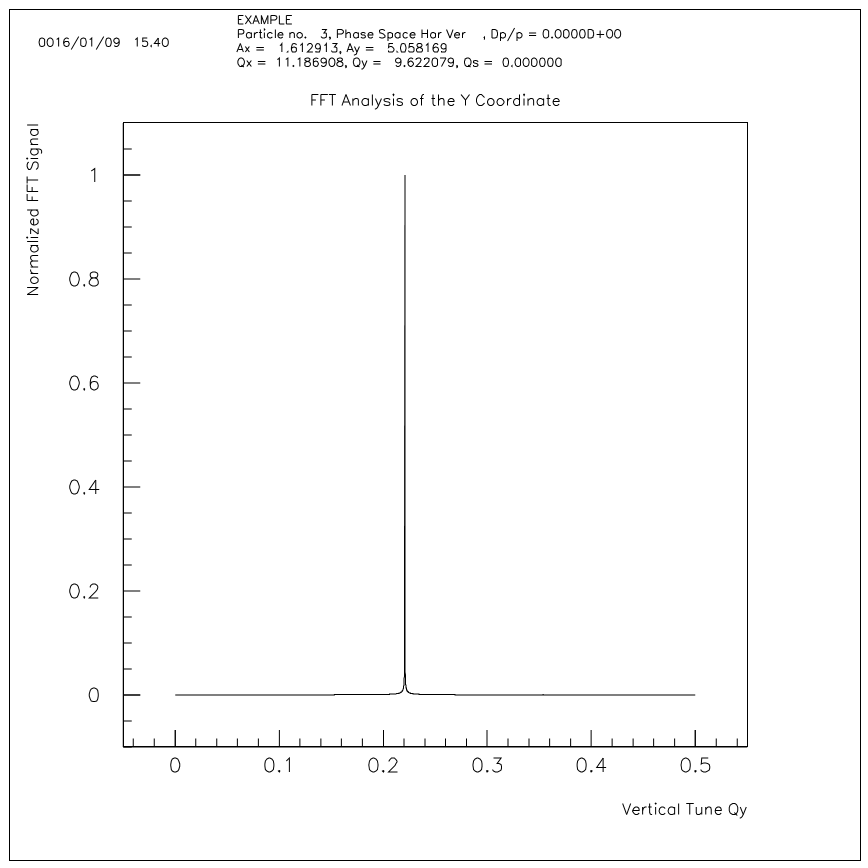 EXAMPLE
0016/01/09 15.40
Particle no. 3, Phase Space Hor Ver , Dp/p = 0.0000D+00
Ax = 1.612913, Ay = 5.058169
Qx = 11.186908, Qy = 9.622079, Qs = 0.000000
FFT Analysis of the Y Coordinate
Normalized FFT Signal
1
0.8
0.6
0.4
0.2
0
0 0.1 0.2 0.3 0.4 0.5
Vertical Tune Qy